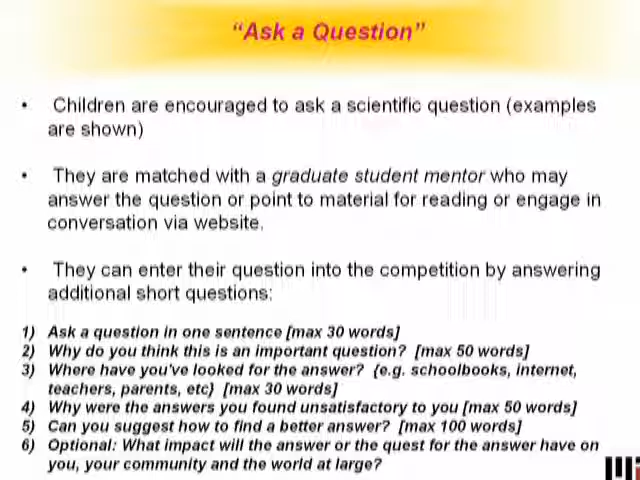 “Ask a Question”
• Children are encouraged to ask a scientific question (examples
are shown)
• They are matched with a graduate student mentor who may
answer the question or point to material for reading or engage in
conversation via website.
• They can enter their question into the competition by answering
additional short questions:
1) Ask a question in one sentence [max 30 words]
2) Why do you think this is an important question? [max 50 words]
3) Where have you've looked for the answer? (e.g. schoolbooks, internet,
teachers, parents, etc) [max 30 words]
4) Why were the answers you found unsatisfactory to you [max 50 words]
5) Can you suggest how to find a better answer? [max 100 words]
6) Optional: What impact will the answer or the quest for the answer have on
you, your community and the world at large?